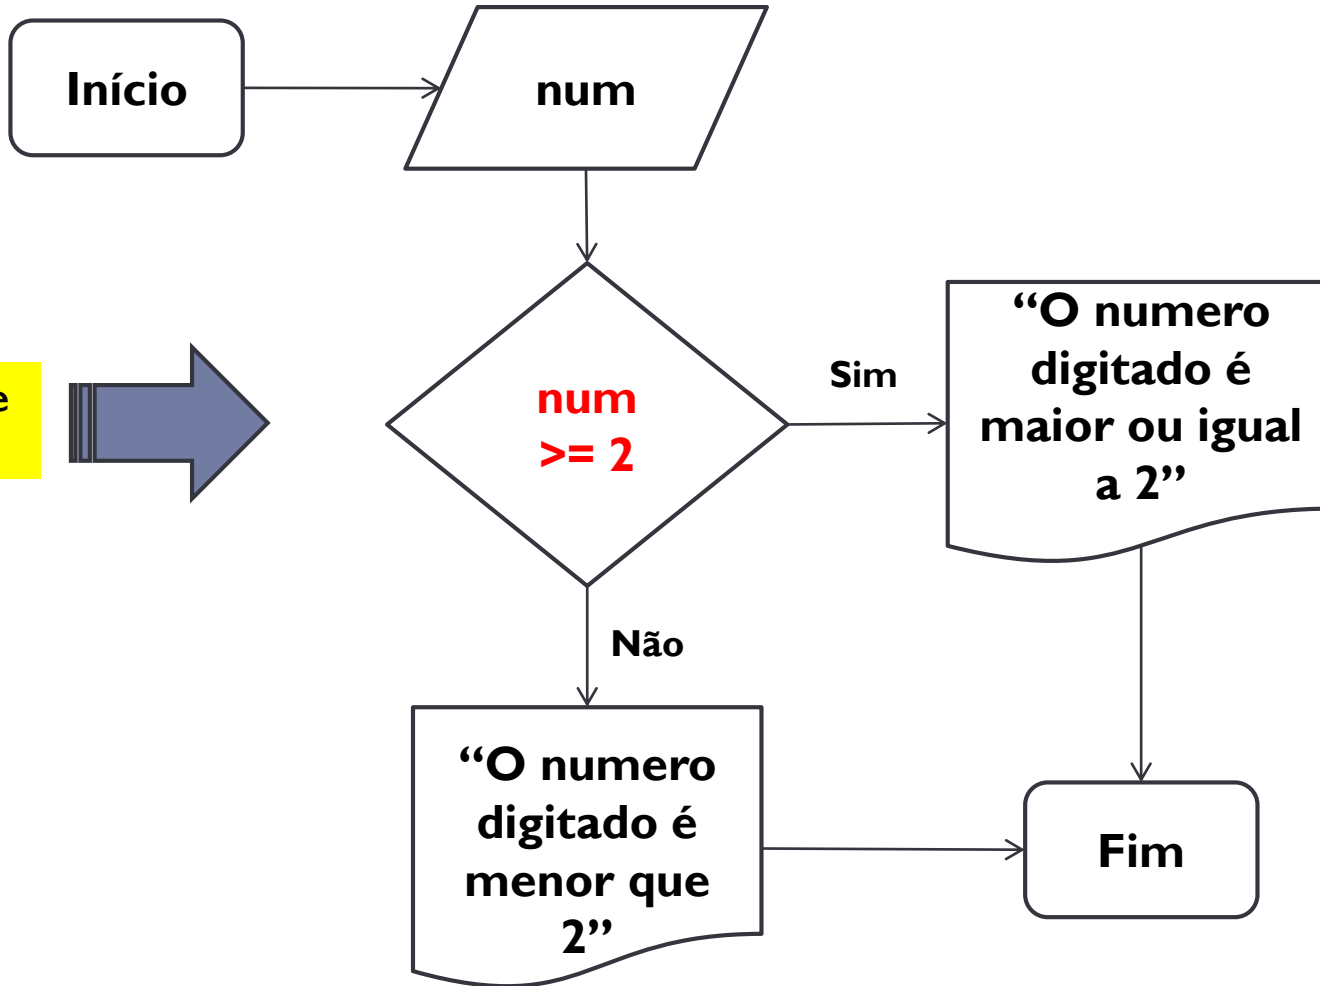 Início
num
num
>= 2
Sim
“O numero
digitado é
maior ou igual
a 2”
Não
“O numero
digitado é
menor que
2”
Fim